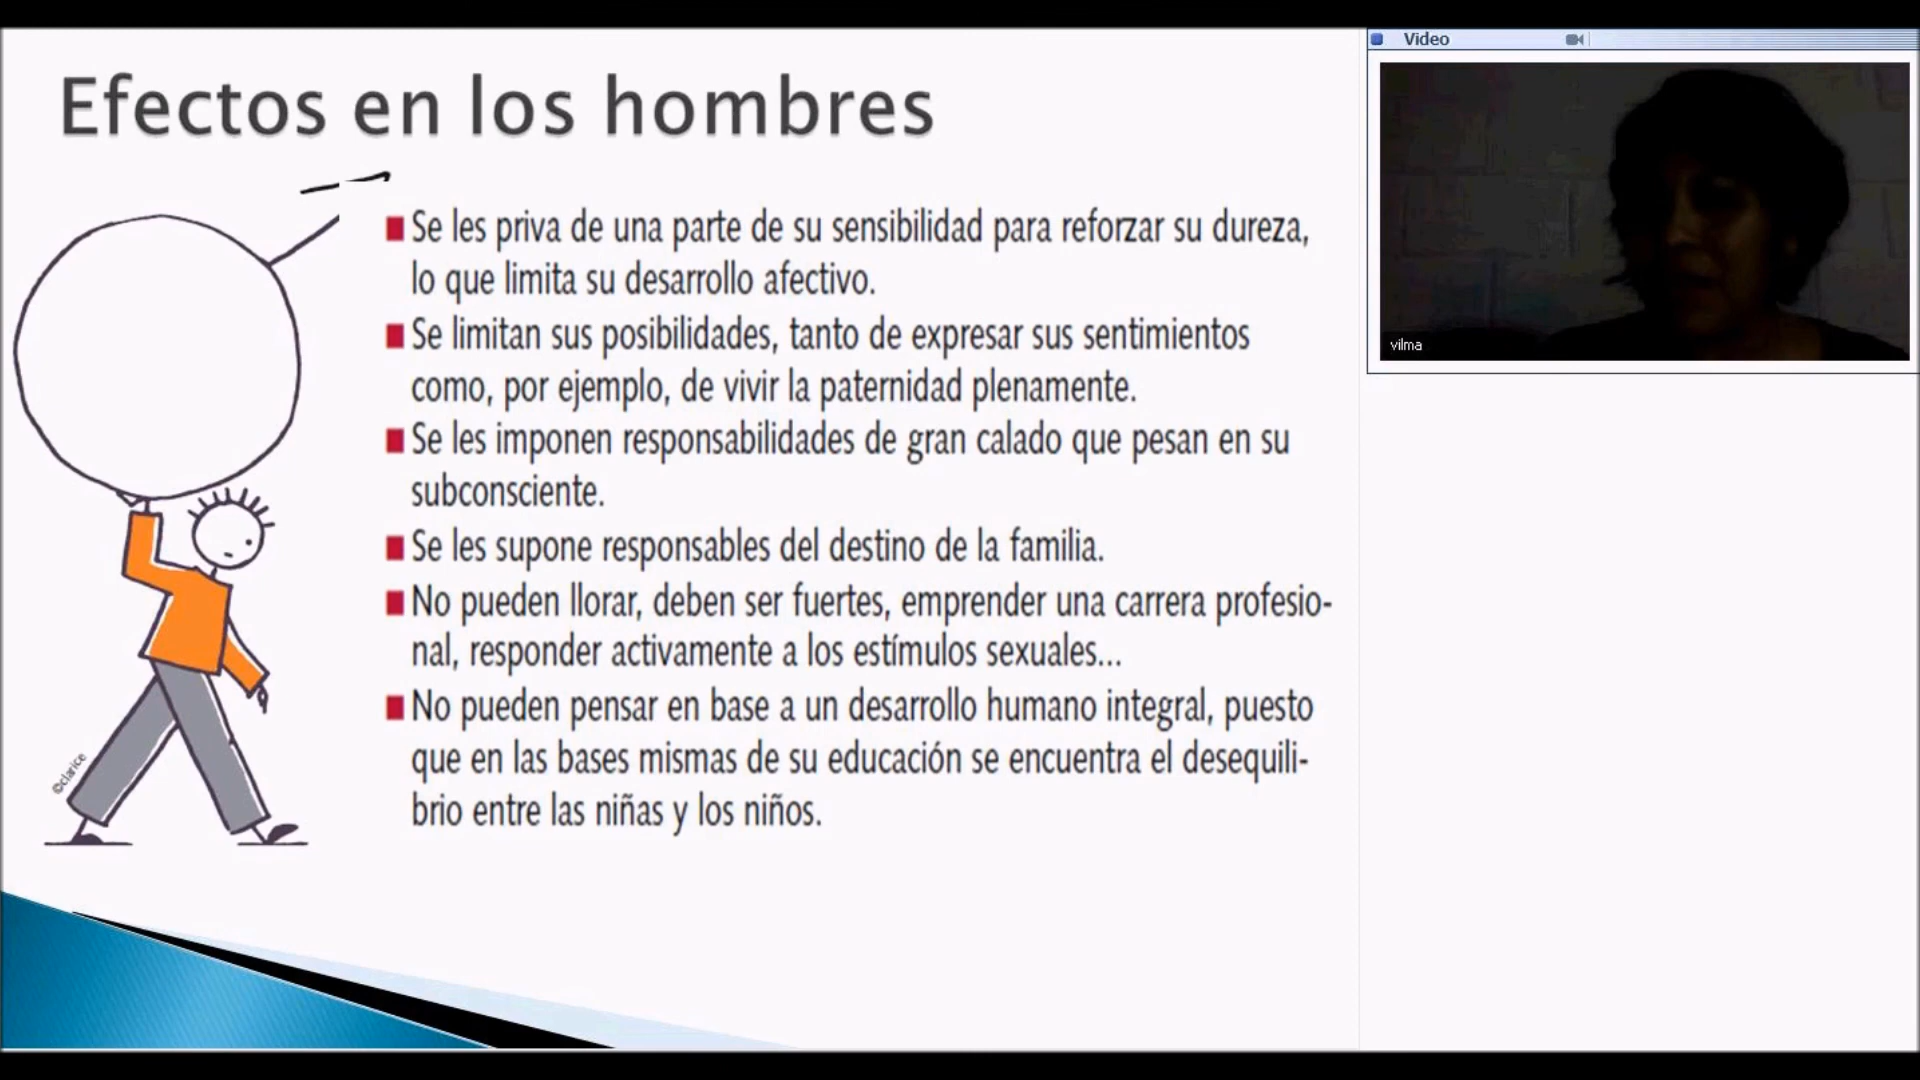 Efectos en los hombres
Se les priva de una parte de su sensibilidad para reforzar su dureza,
lo que limita su desarrollo afectivo.
Se limitan sus posibilidades, tanto de expresar sus sentimientos
como, por ejemplo, de vivir la paternidad plenamente.
Se les imponen responsabilidades de gran calado que pesan en su
subconsciente.
Se les supone responsables del destino de la familia.
No pueden llorar, deben ser fuertes, emprender una carrera profesio-
nal, responder activamente a los estímulos sexuales...
No pueden pensar en base a un desarrollo humano integral, puesto
que en las bases mismas de su educación se encuentra el desequili-
brio entre las niñas y los niños.
©clarice
Video
vilma